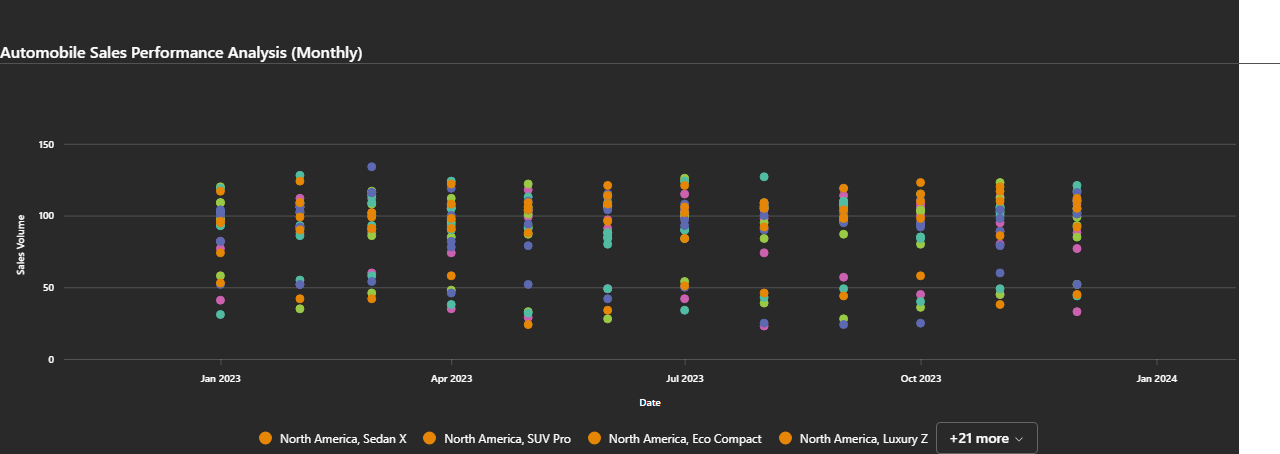 Automobile Sales Performance Analysis (Monthly)
150
100
50
0
Sales Volume
Jan 2023 Apr 2023 Jul 2023 Oct 2023 Jan 2024
Date
North America, Sedan X North America, SUV Pro North America, Eco Compact North America, Luxury Z +21 more